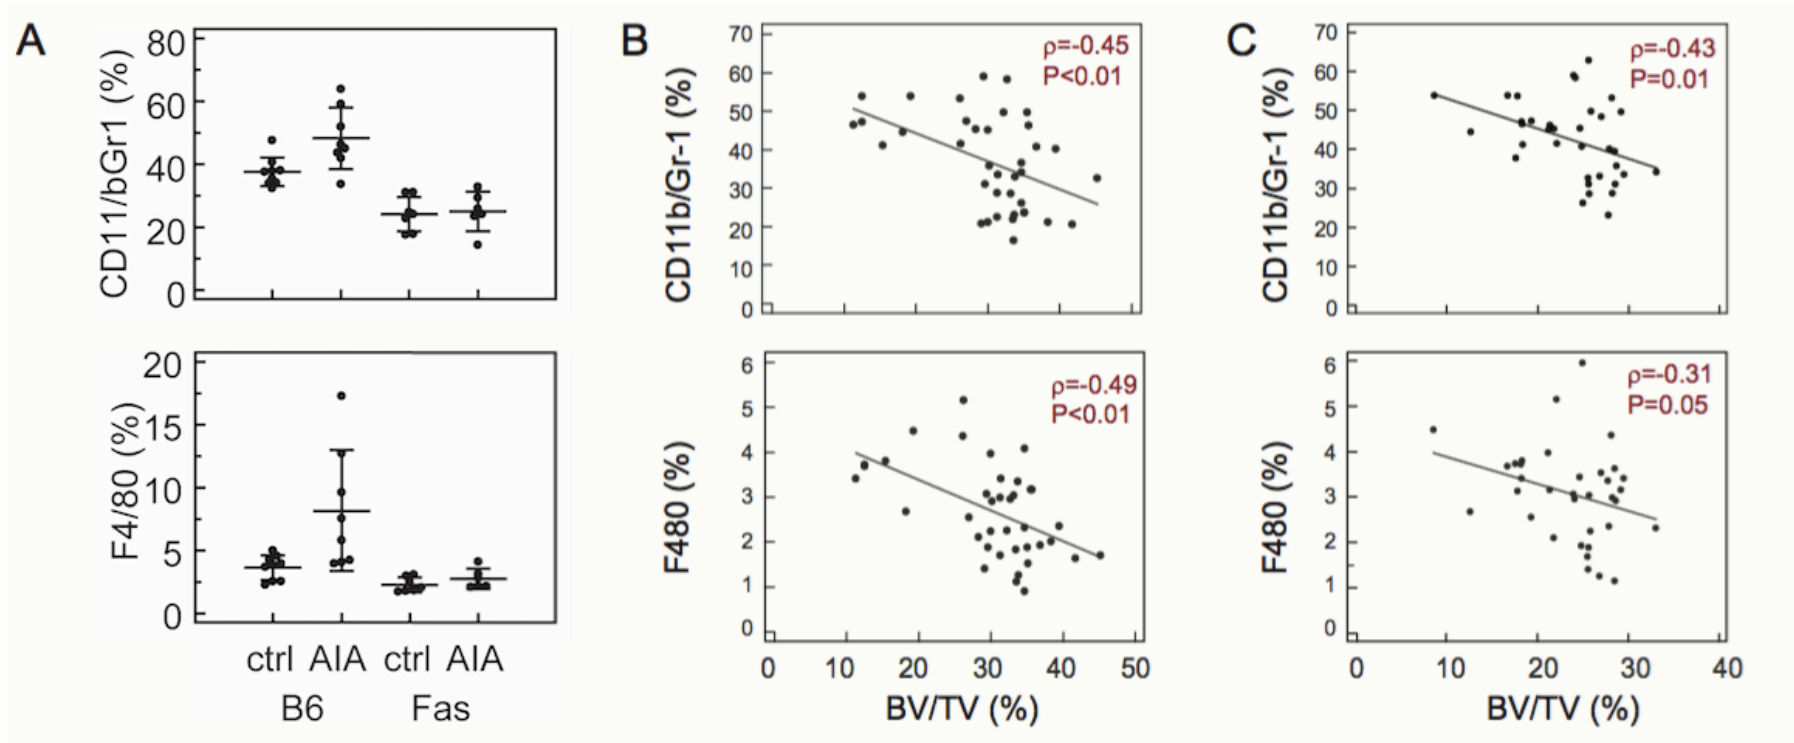 A
CD11/bGr1 (%)
80
60
40
20
0
F4/80 (%)
20
15
10
5
0
ctrl AIA ctrl AIA
B6 Fas
B
CD11b/Gr-1 (%)
70
60
50
40
30
20
10
0
ρ=-0.45
P<0.01
F480 (%)
6
5
4
3
2
1
0
ρ=-0.49
P<0.01
0 10 20 30 40 50
BV/TV (%)
C
CD11b/Gr-1 (%)
70
60
50
40
30
20
10
0
ρ=-0.43
P=0.01
F480 (%)
6
5
4
3
2
1
0
ρ=-0.31
P=0.05
0 10 20 30 40
BV/TV (%)